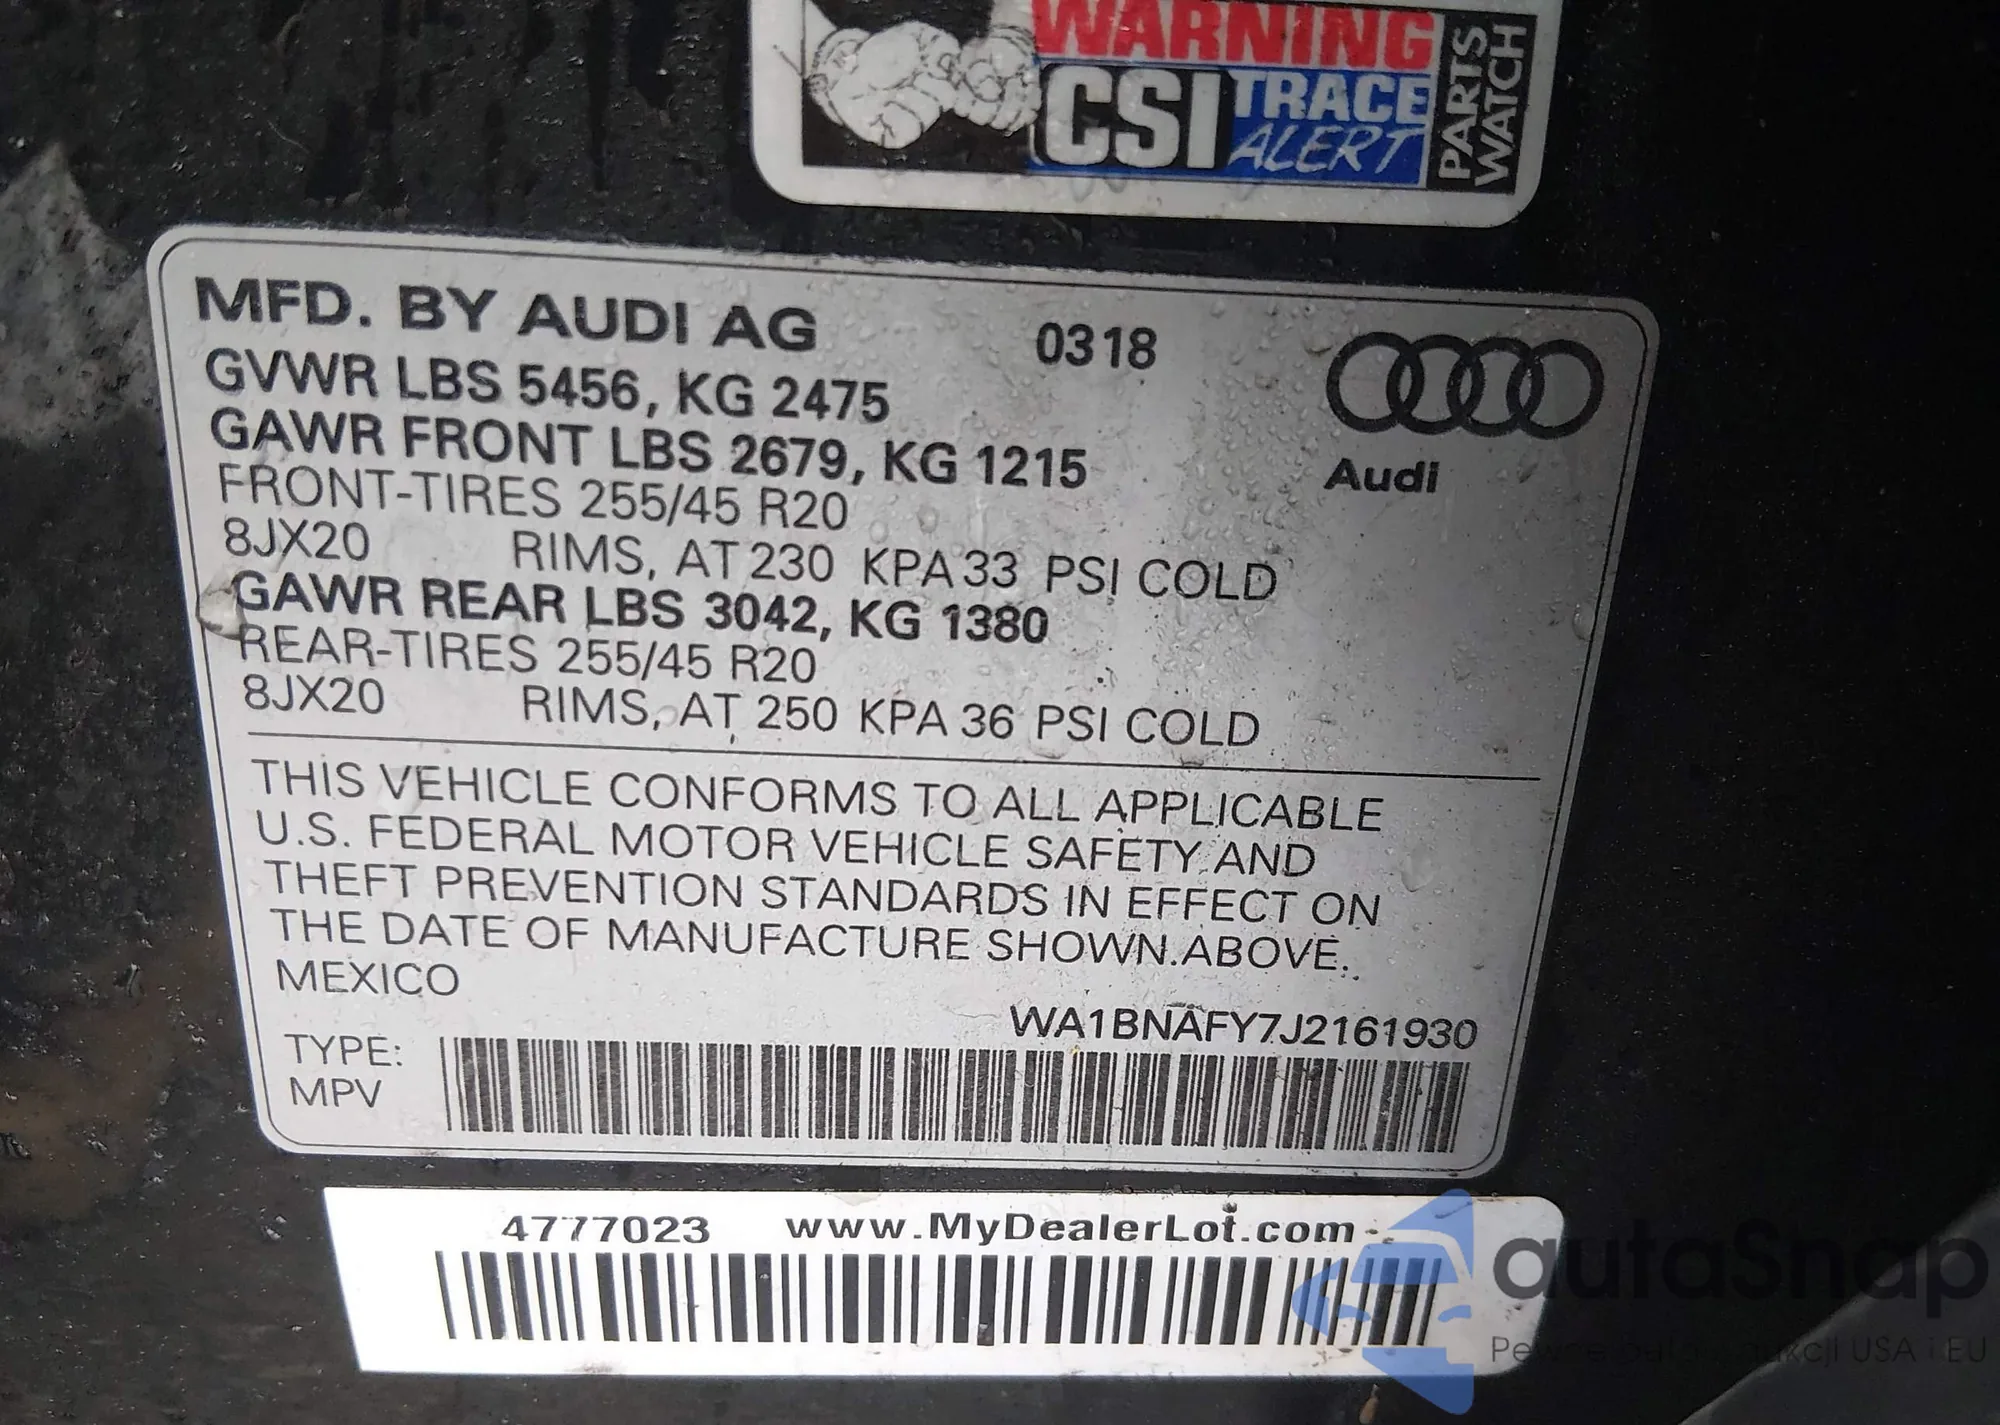 WARNING
CSI TRACE
ALERT
PARTS
WATCH
MFD. BY AUDI AG 0318
GVWR LBS 5456, KG 2475
GAWR FRONT LBS 2679, KG 1215
Audi
FRONT-TIRES 255/45 R20
8JX20 RIMS, AT 230 KPA 33 PSI COLD
GAWR REAR LBS 3042, KG 1380
REAR-TIRES 255/45 R20
8JX20 RIMS, AT 250 KPA 36 PSI COLD
THIS VEHICLE CONFORMS TO ALL APPLICABLE
U.S. FEDERAL MOTOR VEHICLE SAFETY AND
THEFT PREVENTION STANDARDS IN EFFECT ON
THE DATE OF MANUFACTURE SHOWN ABOVE.
MEXICO
WA1BNAFY7J2161930
TYPE:
MPV
4777023 www.MyDealerLot.com
autaSnap
USA i EU